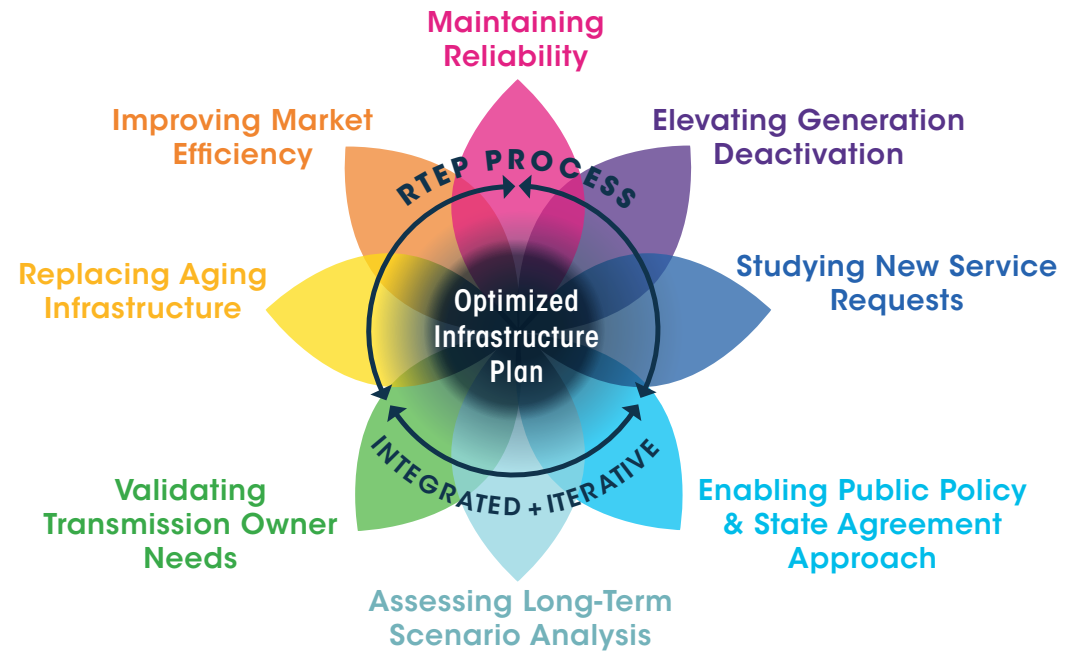 Maintaining
Reliability
Improving Market
Efficiency
Elevating Generation
Deactivation
RTEP PROCESS
Replacing Aging
Infrastructure
Studying New Service
Requests
Optimized
Infrastructure
Plan
INTEGRATED + ITERATIVE
Validating
Transmission Owner
Needs
Enabling Public Policy
& State Agreement
Approach
Assessing Long-Term
Scenario Analysis